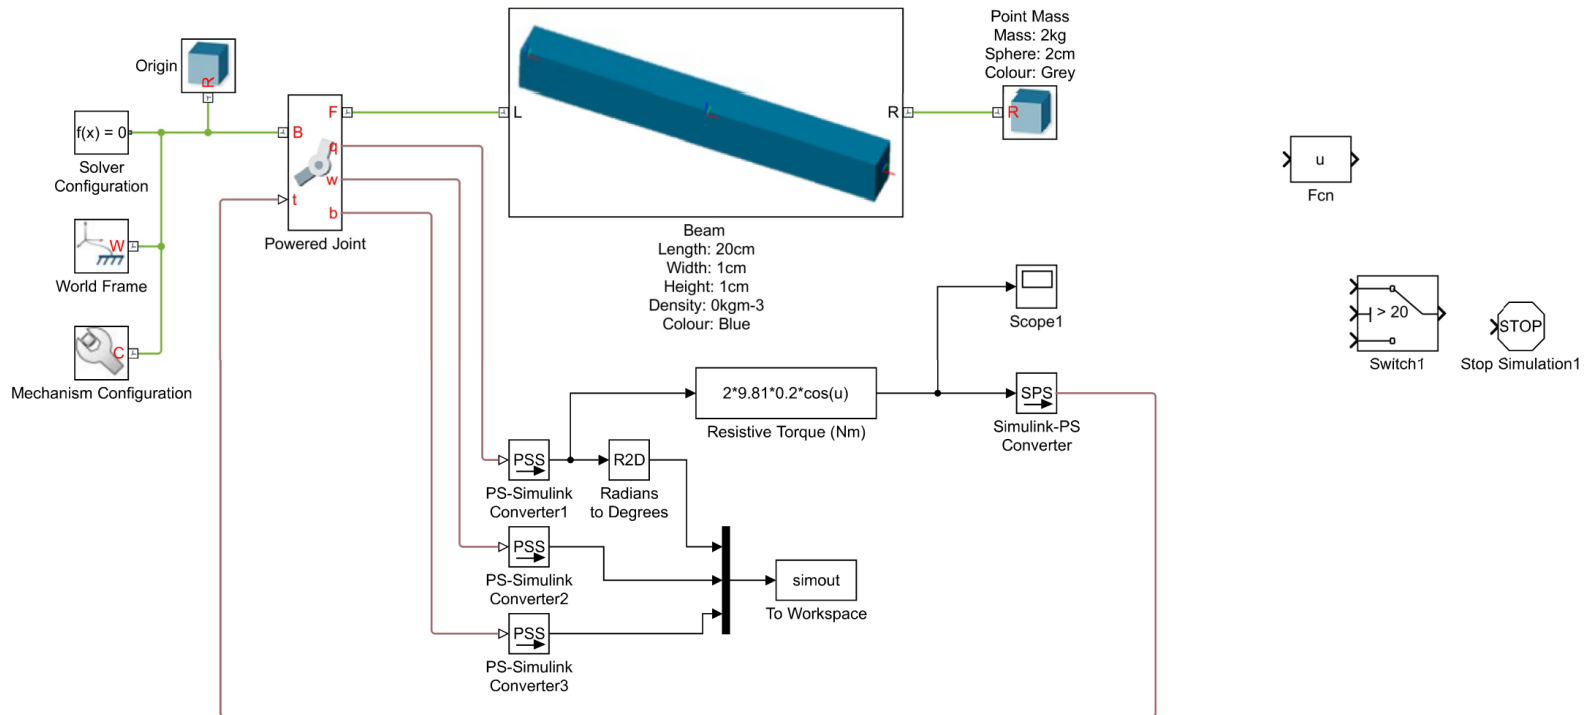 Origin
R
f(x) = 0
Solver
Configuration
W
World Frame
C
Mechanism Configuration
B
F
q
w
t
b
Powered Joint
L
R
Beam
Length: 20cm
Width: 1cm
Height: 1cm
Density: 0kgm-3
Colour: Blue
Point Mass
Mass: 2kg
Sphere: 2cm
Colour: Grey
R
u
Fcn
> 20
Switch1
STOP
Stop Simulation1
Scope1
2*9.81*0.2*cos(u)
Resistive Torque (Nm)
SPS
Simulink-PS
Converter
PSS
PS-Simulink
Converter1
R2D
Radians
to Degrees
PSS
PS-Simulink
Converter2
simout
To Workspace
PSS
PS-Simulink
Converter3